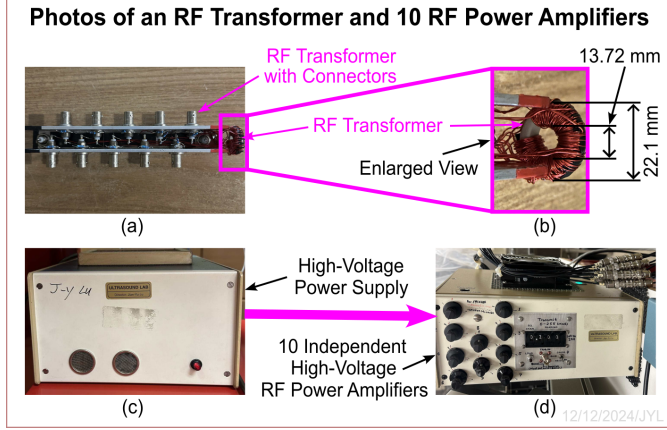 Photos of an RF Transformer and 10 RF Power Amplifiers
RF Transformer
with Connectors
13.72 mm
RF Transformer
Enlarged View
22.1 mm
(a)
(b)
J-y Lu
ULTRASOUND LAB
High-Voltage
Power Supply
10 Independent
High-Voltage
RF Power Amplifiers
Transmit
(c)
(d)
12/12/2024/JYL